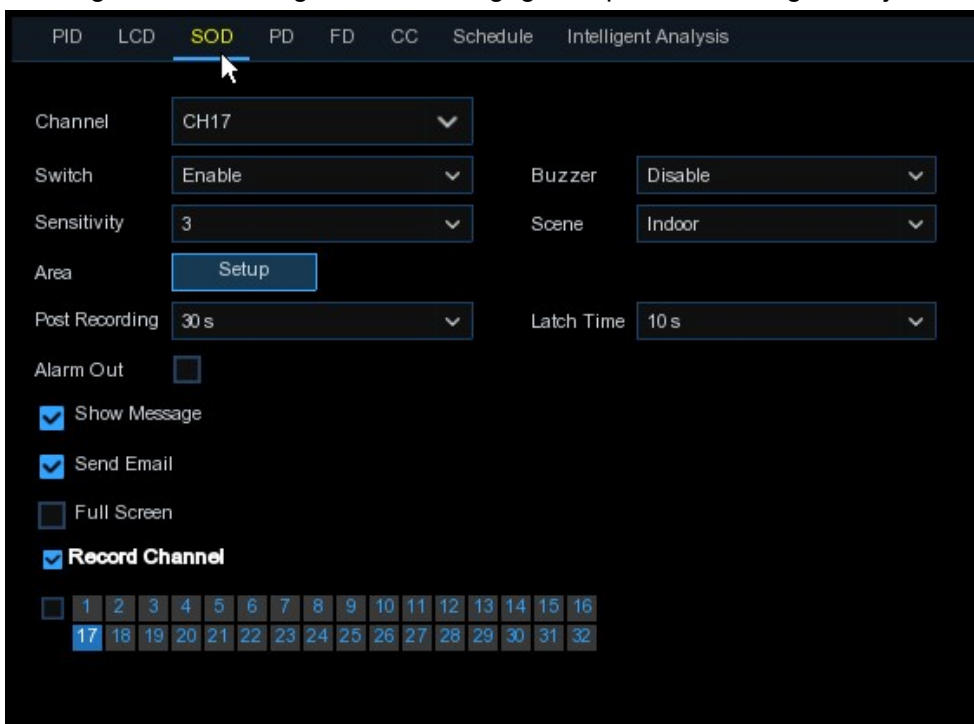 PID LCD SOD PD FD CC Schedule Intelligent Analysis
Channel CH17
Switch Enable Buzzer Disable
Sensitivity 3 Scene Indoor
Area Setup
Post Recording 30 s Latch Time 10 s
Alarm Out
Show Message
Send Email
Full Screen
Record Channel
1 2 3 4 5 6 7 8 9 10 11 12 13 14 15 16
17 18 19 20 21 22 23 24 25 26 27 28 29 30 31 32